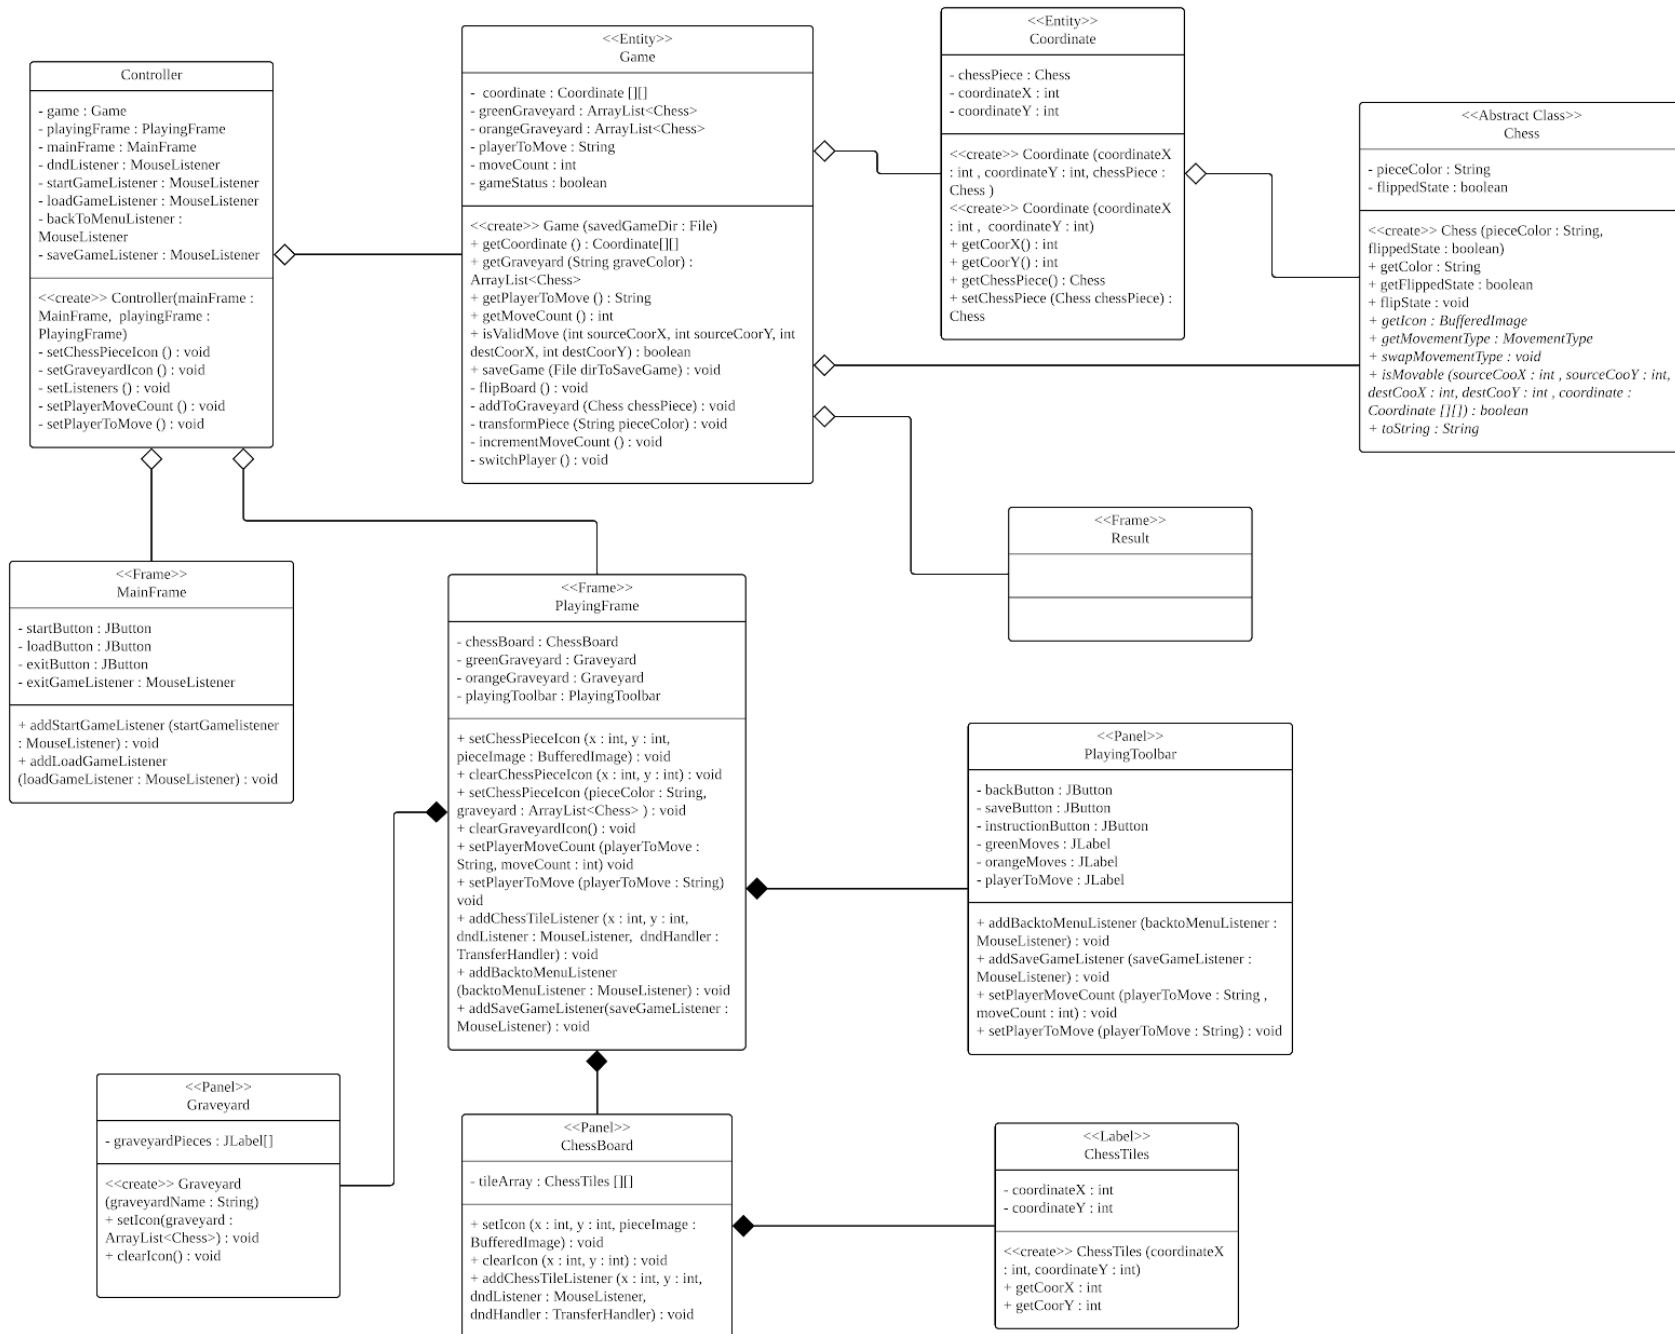 Controller
- game : Game
- playingFrame : PlayingFrame
- mainFrame : MainFrame
- dndListener : MouseListener
- startGameListener : MouseListener
- loadGameListener : MouseListener
- backToMenuListener :
MouseListener
- saveGameListener : MouseListener
<<create>> Controller(mainFrame :
MainFrame, playingFrame :
PlayingFrame)
- setChessPieceIcon () : void
- setGraveyardIcon () : void
- setListeners () : void
- setPlayerMoveCount () : void
- setPlayerToMove () : void
<<Entity>>
Game
- coordinate : Coordinate [][]
- greenGraveyard : ArrayList<Chess>
- orangeGraveyard : ArrayList<Chess>
- playerToMove : String
- moveCount : int
- gameStatus : boolean
<<create>> Game (savedGameDir : File)
+ getCoordinate () : Coordinate[][]
+ getGraveyard (String graveColor) :
ArrayList<Chess>
+ getPlayerToMove () : String
+ getMoveCount () : int
+ isValidMove (int sourceCoorX, int sourceCoorY, int
destCoorX, int destCoorY) : boolean
+ saveGame (File dirToSaveGame) : void
- flipBoard () : void
- addToGraveyard (Chess chessPiece) : void
- transformPiece (String pieceColor) : void
- incrementMoveCount () : void
- switchPlayer () : void
<<Entity>>
Coordinate
- chessPiece : Chess
- coordinateX : int
- coordinateY : int
<<create>> Coordinate (coordinateX
: int , coordinateY : int, chessPiece :
Chess )
<<create>> Coordinate (coordinateX
: int , coordinateY : int)
+ getCoorX() : int
+ getCoorY() : int
+ getChessPiece() : Chess
+ setChessPiece (Chess chessPiece) :
Chess
<<Abstract Class>>
Chess
- pieceColor : String
- flippedState : boolean
<<create>> Chess (pieceColor : String,
flippedState : boolean)
+ getColor : String
+ getFlippedState : boolean
+ flipState : void
+ getIcon : BufferedImage
+ getMovementType : MovementType
+ swapMovementType : void
+ isMovable (sourceCooX : int , sourceCooY : int,
destCooX : int, destCooY : int , coordinate :
Coordinate [][]) : boolean
+ toString : String
<<Frame>>
Result
<<Frame>>
MainFrame
- startButton : JButton
- loadButton : JButton
- exitButton : JButton
- exitGameListener : MouseListener
+ addStartGameListener (startGamelistener
: MouseListener) : void
+ addLoadGameListener
(loadGameListener : MouseListener) : void
<<Frame>>
PlayingFrame
- chessBoard : ChessBoard
- greenGraveyard : Graveyard
- orangeGraveyard : Graveyard
- playingToolbar : PlayingToolbar
+ setChessPieceIcon (x : int, y : int,
pieceImage : BufferedImage) : void
+ clearChessPieceIcon (x : int, y : int) : void
+ setChessPieceIcon (pieceColor : String,
graveyard : ArrayList<Chess> ) : void
+ clearGraveyardIcon() : void
+ setPlayerMoveCount (playerToMove :
String, moveCount : int) void
+ setPlayerToMove (playerToMove : String)
void
+ addChessTileListener (x : int, y : int,
dndListener : MouseListener, dndHandler :
TransferHandler) : void
+ addBacktoMenuListener
(backtoMenuListener : MouseListener) : void
+ addSaveGameListener(saveGameListener :
MouseListener) : void
<<Panel>>
PlayingToolbar
- backButton : JButton
- saveButton : JButton
- instructionButton : JButton
- greenMoves : JLabel
- orangeMoves : JLabel
- playerToMove : JLabel
+ addBacktoMenuListener (backtoMenuListener :
MouseListener) : void
+ addSaveGameListener (saveGameListener :
MouseListener) : void
+ setPlayerMoveCount (playerToMove : String ,
moveCount : int) : void
+ setPlayerToMove (playerToMove : String) : void
<<Panel>>
Graveyard
- graveyardPieces : JLabel[]
<<create>> Graveyard
(graveyardName : String)
+ setIcon(graveyard :
ArrayList<Chess>) : void
+ clearIcon() : void
<<Panel>>
ChessBoard
- tileArray : ChessTiles [][]
+ setIcon (x : int, y : int, pieceImage :
BufferedImage) : void
+ clearIcon (x : int, y : int) : void
+ addChessTileListener (x : int, y : int,
dndListener : MouseListener,
dndHandler : TransferHandler) : void
<<Label>>
ChessTiles
- coordinateX : int
- coordinateY : int
<<create>> ChessTiles (coordinateX
: int, coordinateY : int)
+ getCoorX : int
+ getCoorY : int